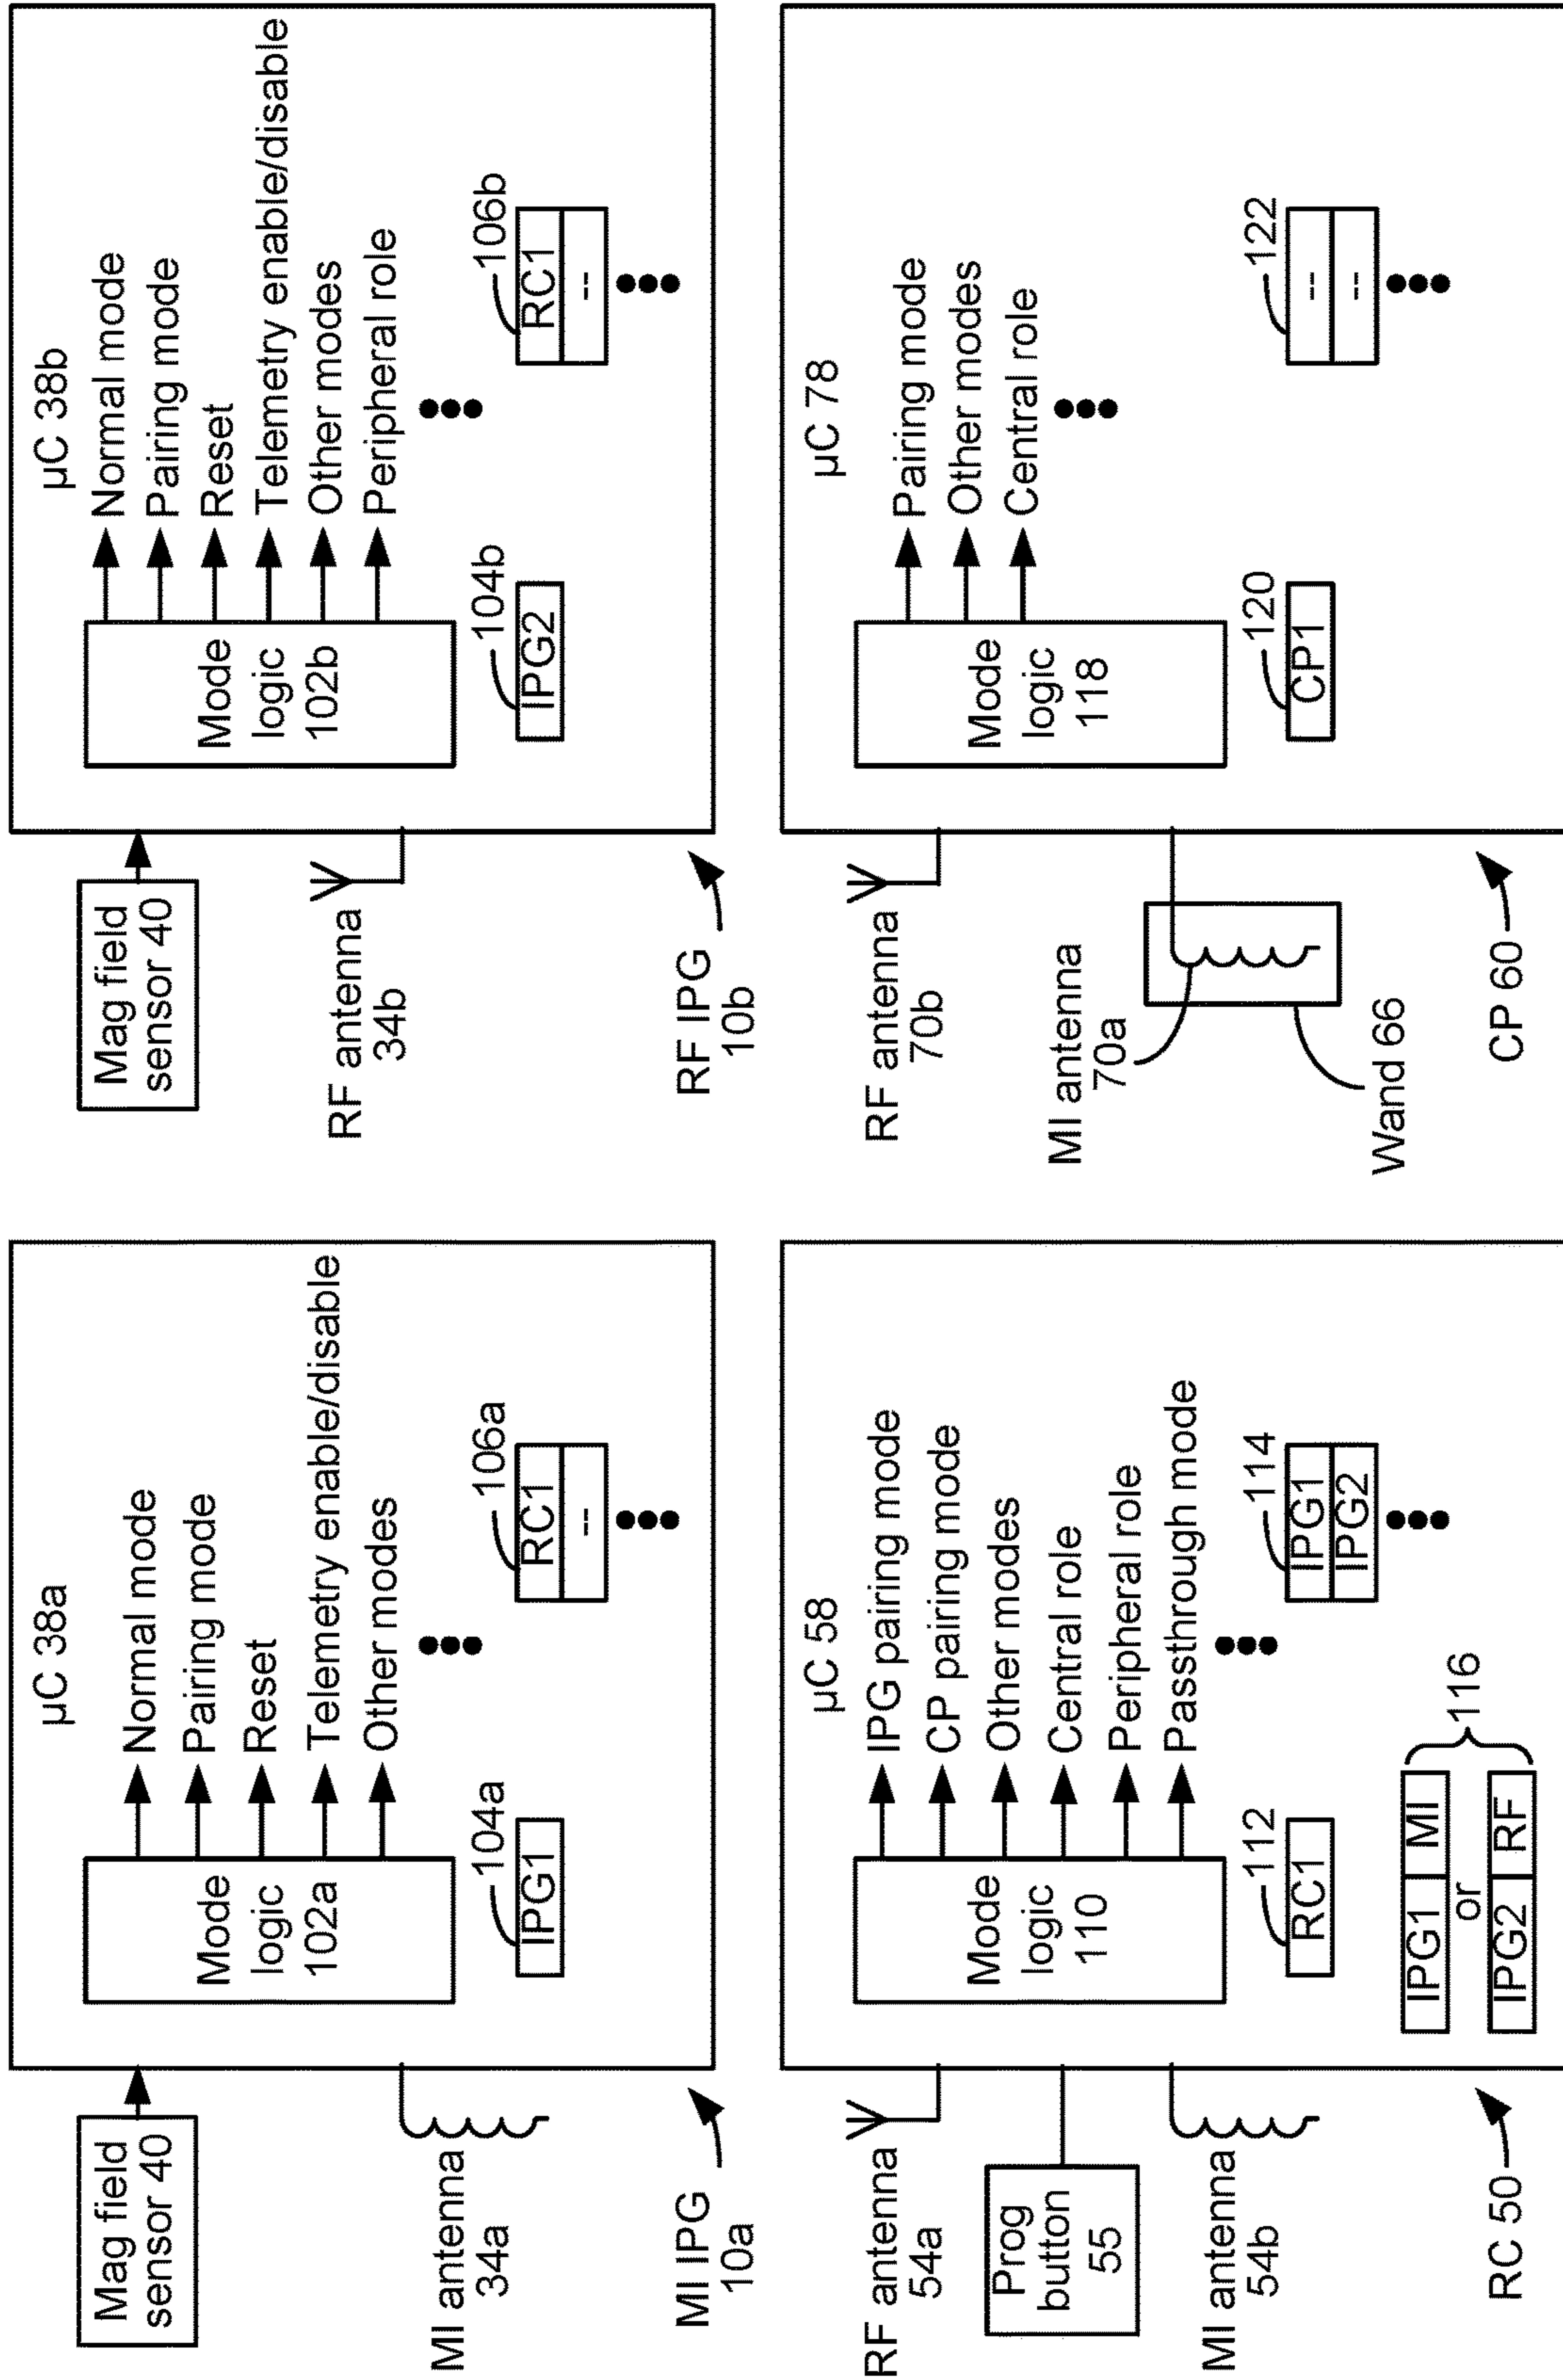 Mag field
sensor 40
MI antenna
34a
MI IPG
10a
µC 38a
Mode
logic
102a
Normal mode
Pairing mode
Reset
Telemetry enable/disable
Other modes
104a
IPG1
106a
RC1
--
Mag field
sensor 40
RF antenna
34b
RF IPG
10b
µC 38b
Mode
logic
102b
Normal mode
Pairing mode
Reset
Telemetry enable/disable
Other modes
Peripheral role
104b
IPG2
106b
RC1
--
RF antenna
54a
Prog
button
55
MI antenna
54b
RC 50
µC 58
Mode
logic
110
IPG pairing mode
CP pairing mode
Other modes
Central role
Peripheral role
Passthrough mode
112
RC1
114
IPG1
IPG2
IPG1 MI
or
IPG2 RF
116
RF antenna
70b
MI antenna
70a
Wand 66
CP 60
µC 78
Mode
logic
118
Pairing mode
Other modes
Central role
120
CP1
122
--
--